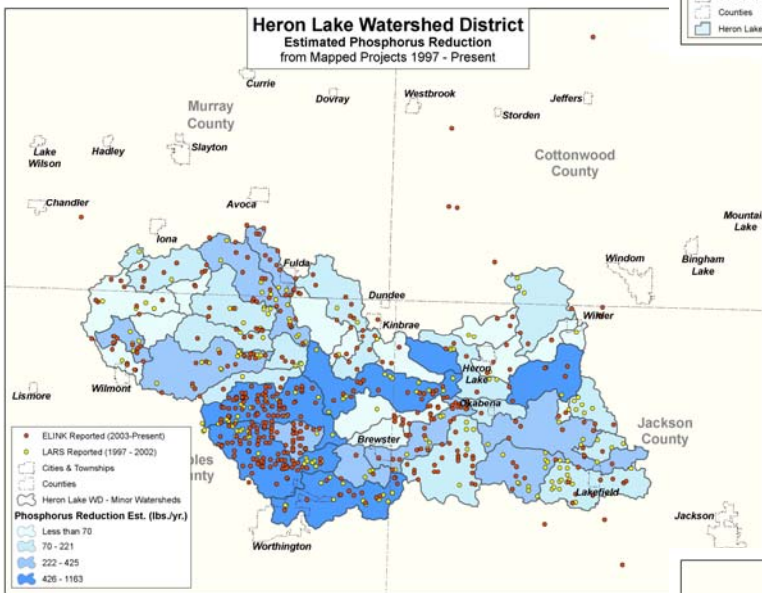 Heron Lake Watershed District
Estimated Phosphorus Reduction
from Mapped Projects 1997 - Present
Counties
Heron Lake
Currie
Dovray
Westbrook
Jeffers
Storden
Murray
County
Lake
Wilson
Hadley
Slayton
Cottonwood
County
Chandler
Avoca
Mountain
Lake
Iona
Fulda
Windom
Bingham
Lake
Dundee
Kinbrae
Wilder
Heron
Lake
Wilmont
Lismore
Okabena
Brewster
Jackson
County
Lakefield
Jackson
Worthington
ELINK Reported (2003-Present)
LARS Reported (1997 - 2002)
Cities & Townships
Counties
Heron Lake WD - Minor Watersheds
Phosphorus Reduction Est. (lbs./yr.)
Less than 70
70 - 221
222 - 425
426 - 1163